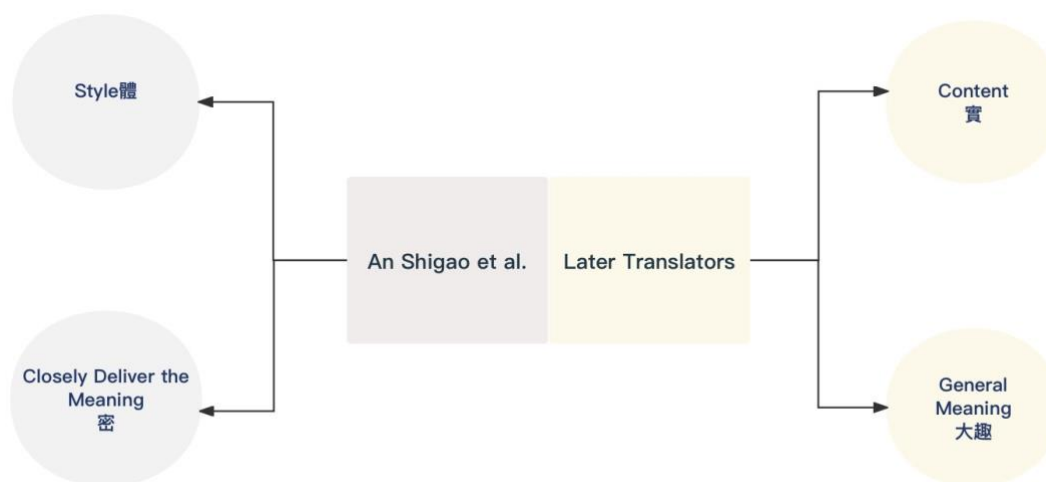 Style體
Content
實
An Shigao et al.
Later Translators
Closely Deliver the
Meaning
密
General
Meaning
大趣